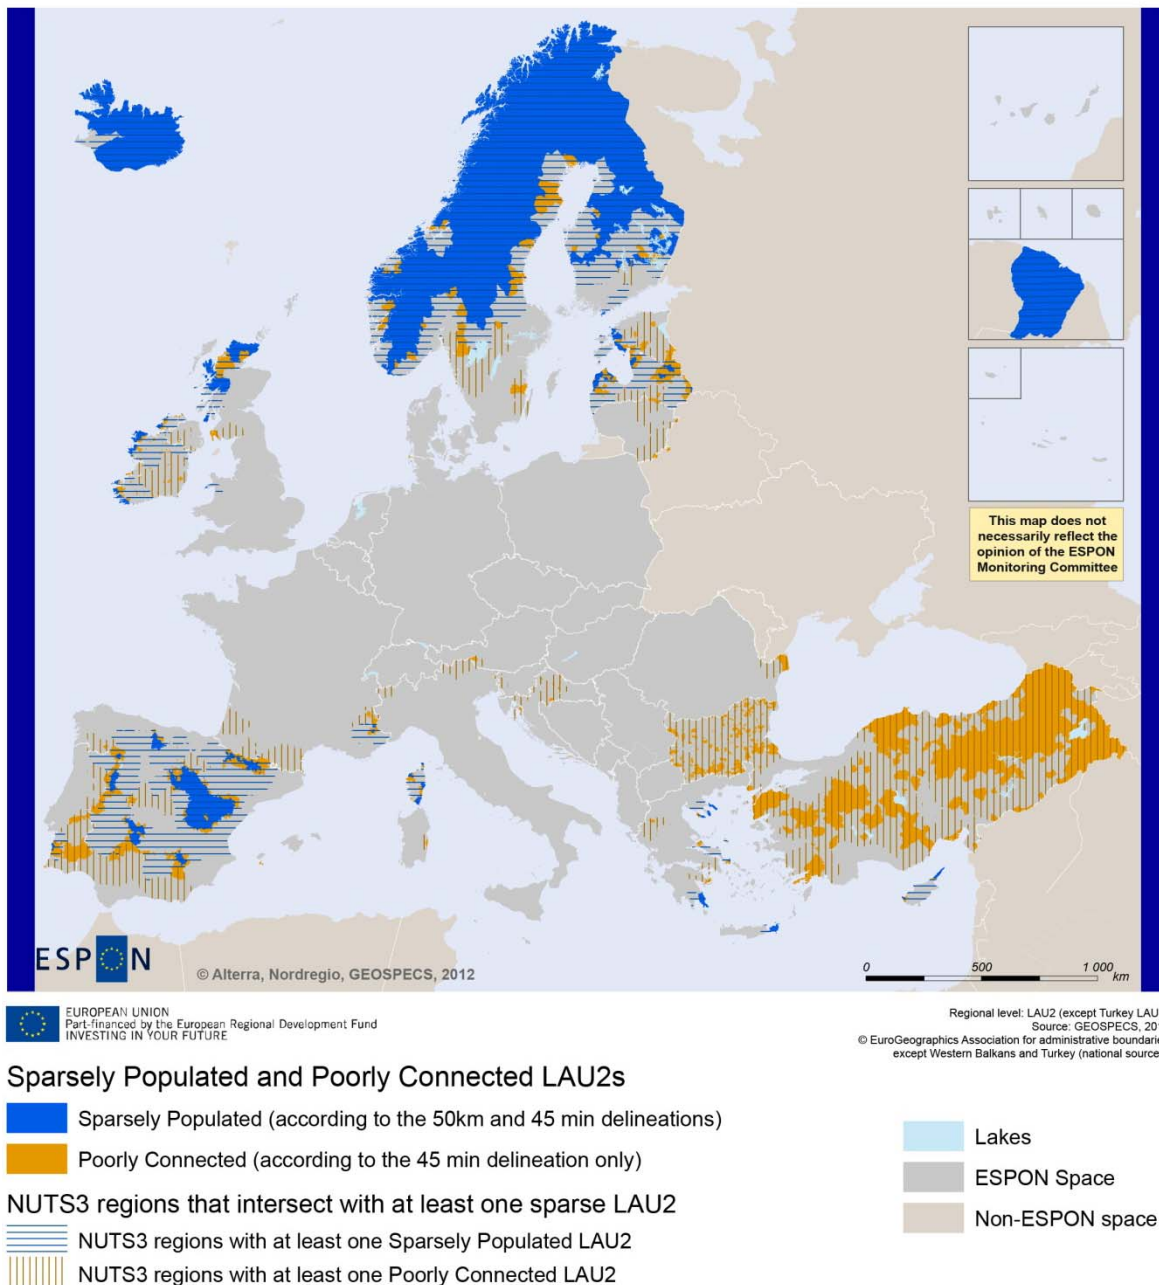 This map does not
necessarily reflect the
opinion of the ESPON
Monitoring Committee
ESPON
© Alterra, Nordregio, GEOSPECS, 2012
0 500 1 000
km
EUROPEAN UNION
Part-financed by the European Regional Development Fund
INVESTING IN YOUR FUTURE
Regional level: LAU2 (except Turkey LAU
Source: GEOSPECS, 201
© EuroGeographics Association for administrative boundarie
except Western Balkans and Turkey (national source
Sparsely Populated and Poorly Connected LAU2s
Sparsely Populated (according to the 50km and 45 min delineations)
Poorly Connected (according to the 45 min delineation only)
NUTS3 regions that intersect with at least one sparse LAU2
NUTS3 regions with at least one Sparsely Populated LAU2
NUTS3 regions with at least one Poorly Connected LAU2
Lakes
ESPON Space
Non-ESPON space